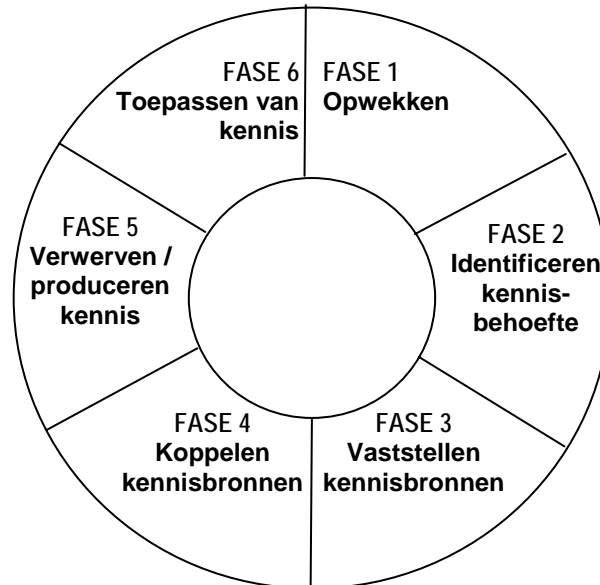 FASE 1
Opwekken
FASE 2
Identificeren
kennis-
behoefte
FASE 3
Vaststellen
kennisbronnen
FASE 4
Koppelen
kennisbronnen
FASE 5
Verwerven /
produceren
kennis
FASE 6
Toepassen van
kennis